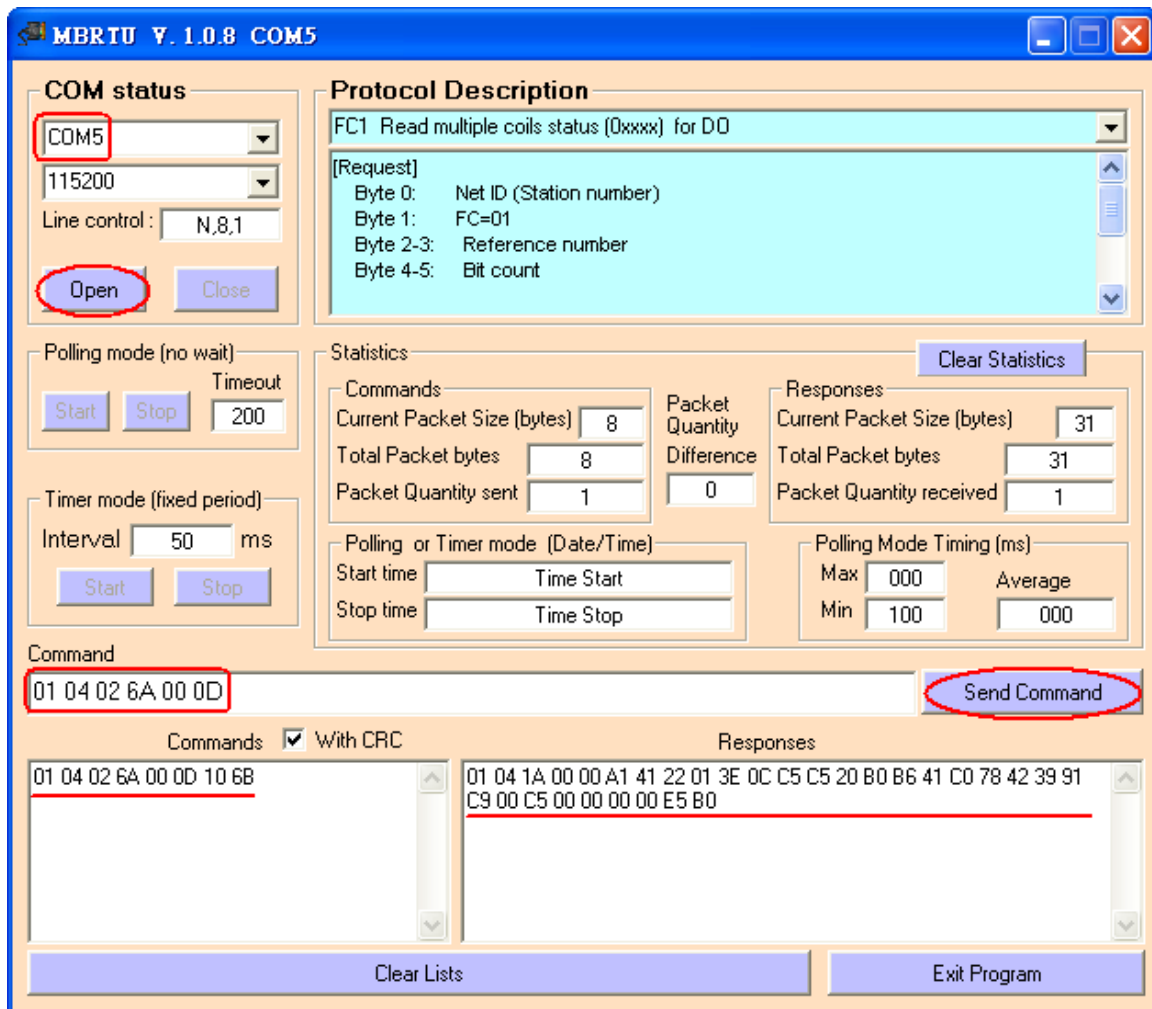 MBRTU V. 1.0.8 COM5
COM status
COM5
115200
Line control : N,8,1
Open Close
Protocol Description
FC1 Read multiple coils status (0xxxx) for DO
[Request]
Byte 0: Net ID (Station number)
Byte 1: FC=01
Byte 2-3: Reference number
Byte 4-5: Bit count
Polling mode (no wait)
Timeout
Start Stop 200
Timer mode (fixed period)
Interval 50 ms
Start Stop
Statistics
Clear Statistics
Commands
Current Packet Size (bytes) 8
Total Packet bytes 8
Packet Quantity sent 1
Packet
Quantity
Difference
0
Responses
Current Packet Size (bytes) 31
Total Packet bytes 31
Packet Quantity received 1
Polling or Timer mode (Date/Time)
Start time Time Start
Stop time Time Stop
Polling Mode Timing (ms)
Max 000
Min 100
Average
000
Command
01 04 02 6A 00 0D
Send Command
Commands With CRC
01 04 02 6A 00 0D 10 6B
Responses
01 04 1A 00 00 A1 41 22 01 3E 0C C5 C5 20 B0 B6 41 C0 78 42 39 91
C9 00 C5 00 00 00 00 E5 B0
Clear Lists
Exit Program